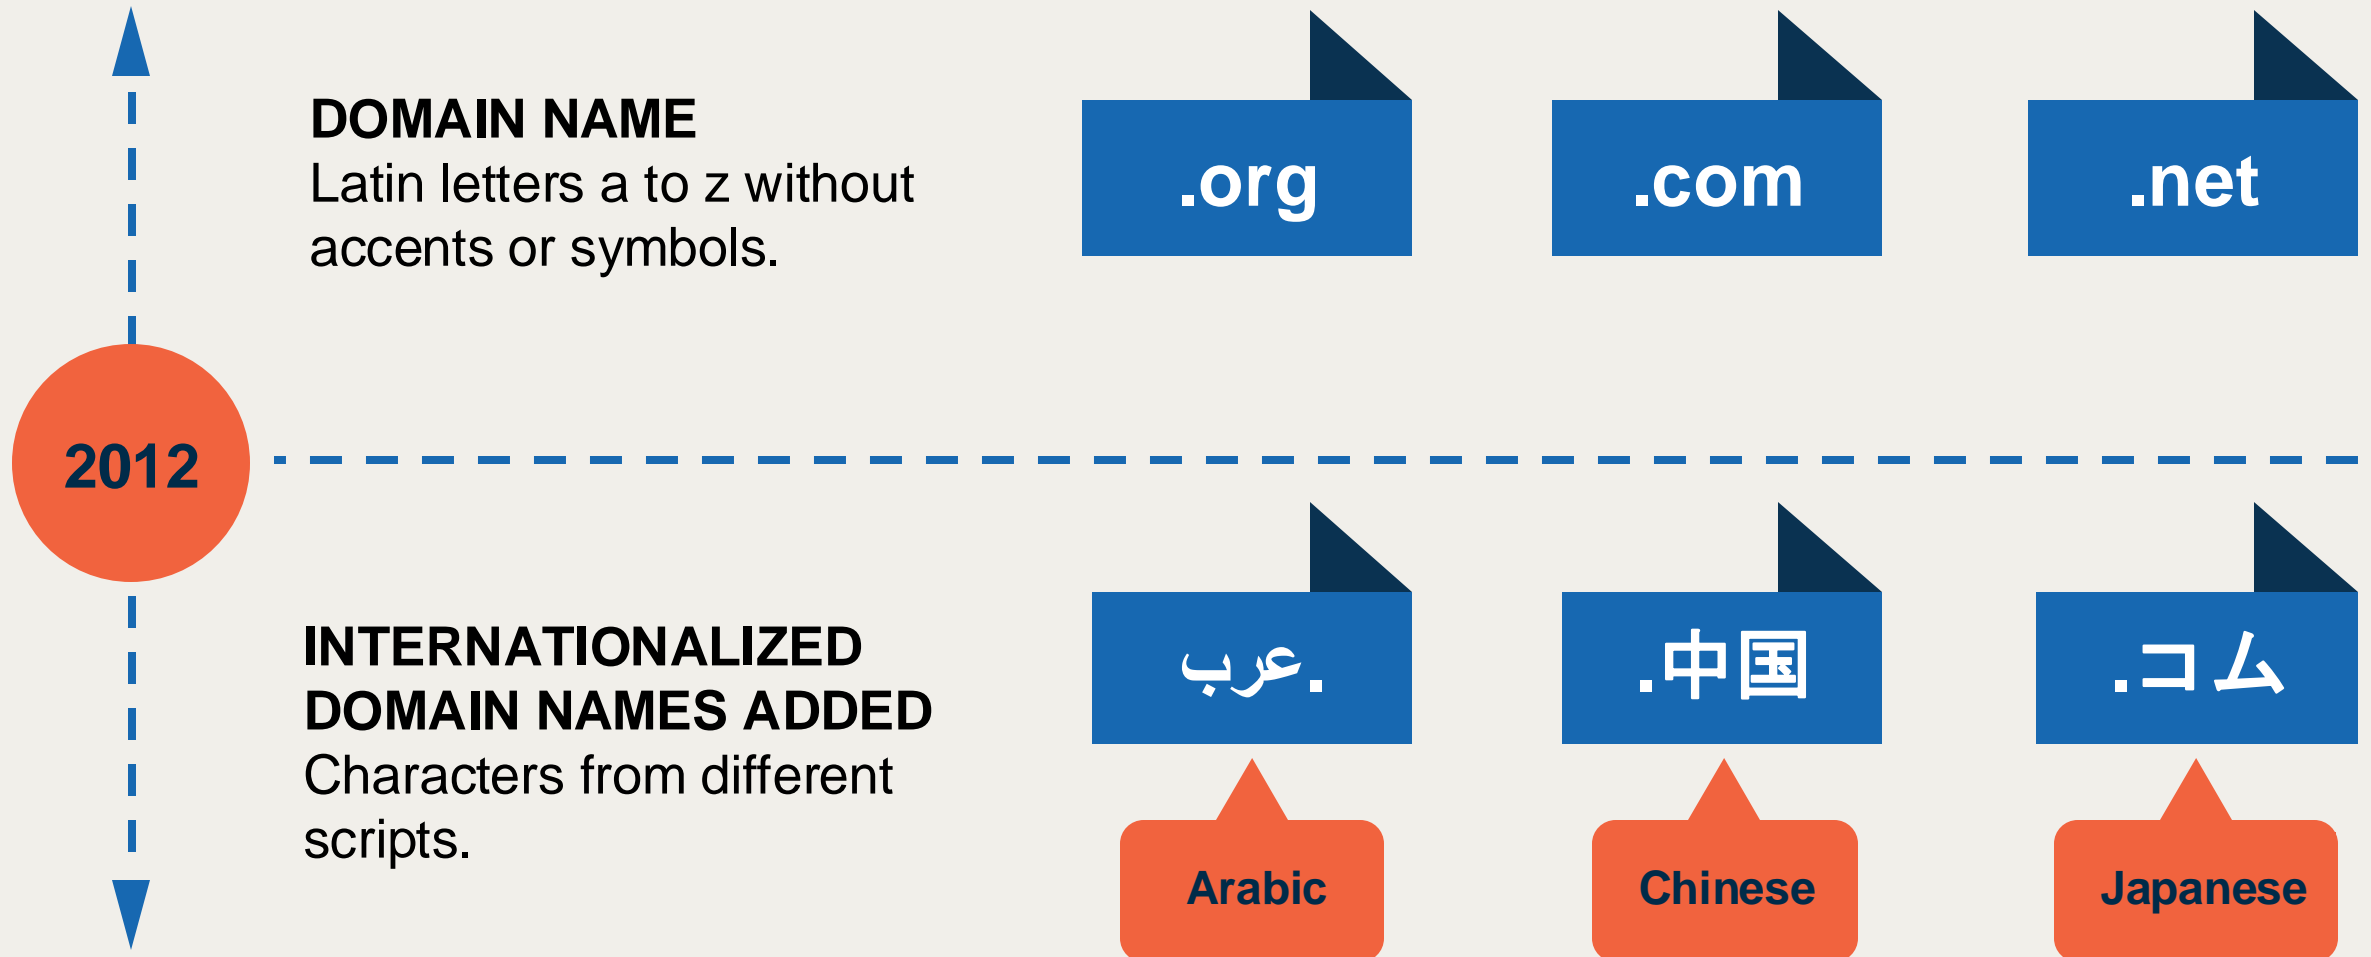 DOMAIN NAME
Latin letters a to z without
accents or symbols.
.org
.com
.net
2012
INTERNATIONALIZED
DOMAIN NAMES ADDED
Characters from different
scripts.
.عرب
.中国
.コム
Arabic
Chinese
Japanese